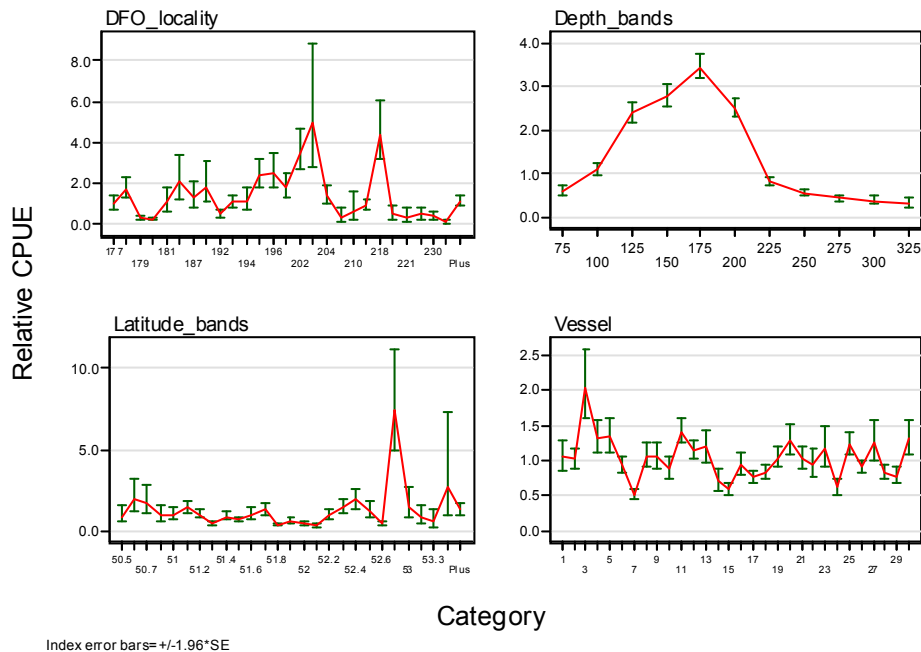 DFO_locality
8.0
6.0
4.0
2.0
0.0
177 181 187 192 196 204 218 230
179 194 202 210 221 Plus
Depth_bands
4.0
3.0
2.0
1.0
0.0
75 125 175 225 275 325
100 150 200 250 300
Relative CPUE
Latitude_bands
10.0
5.0
0.0
50.5 51 51.4 51.8 52.2 52.6 53.3
50.7 51.2 51.6 52 52.4 53 Plus
Vessel
2.5
2.0
1.5
1.0
0.5
0.0
1 5 9 13 17 21 25 29
3 7 11 15 19 23 27
Category
Index error bars=+/-1.96*SE